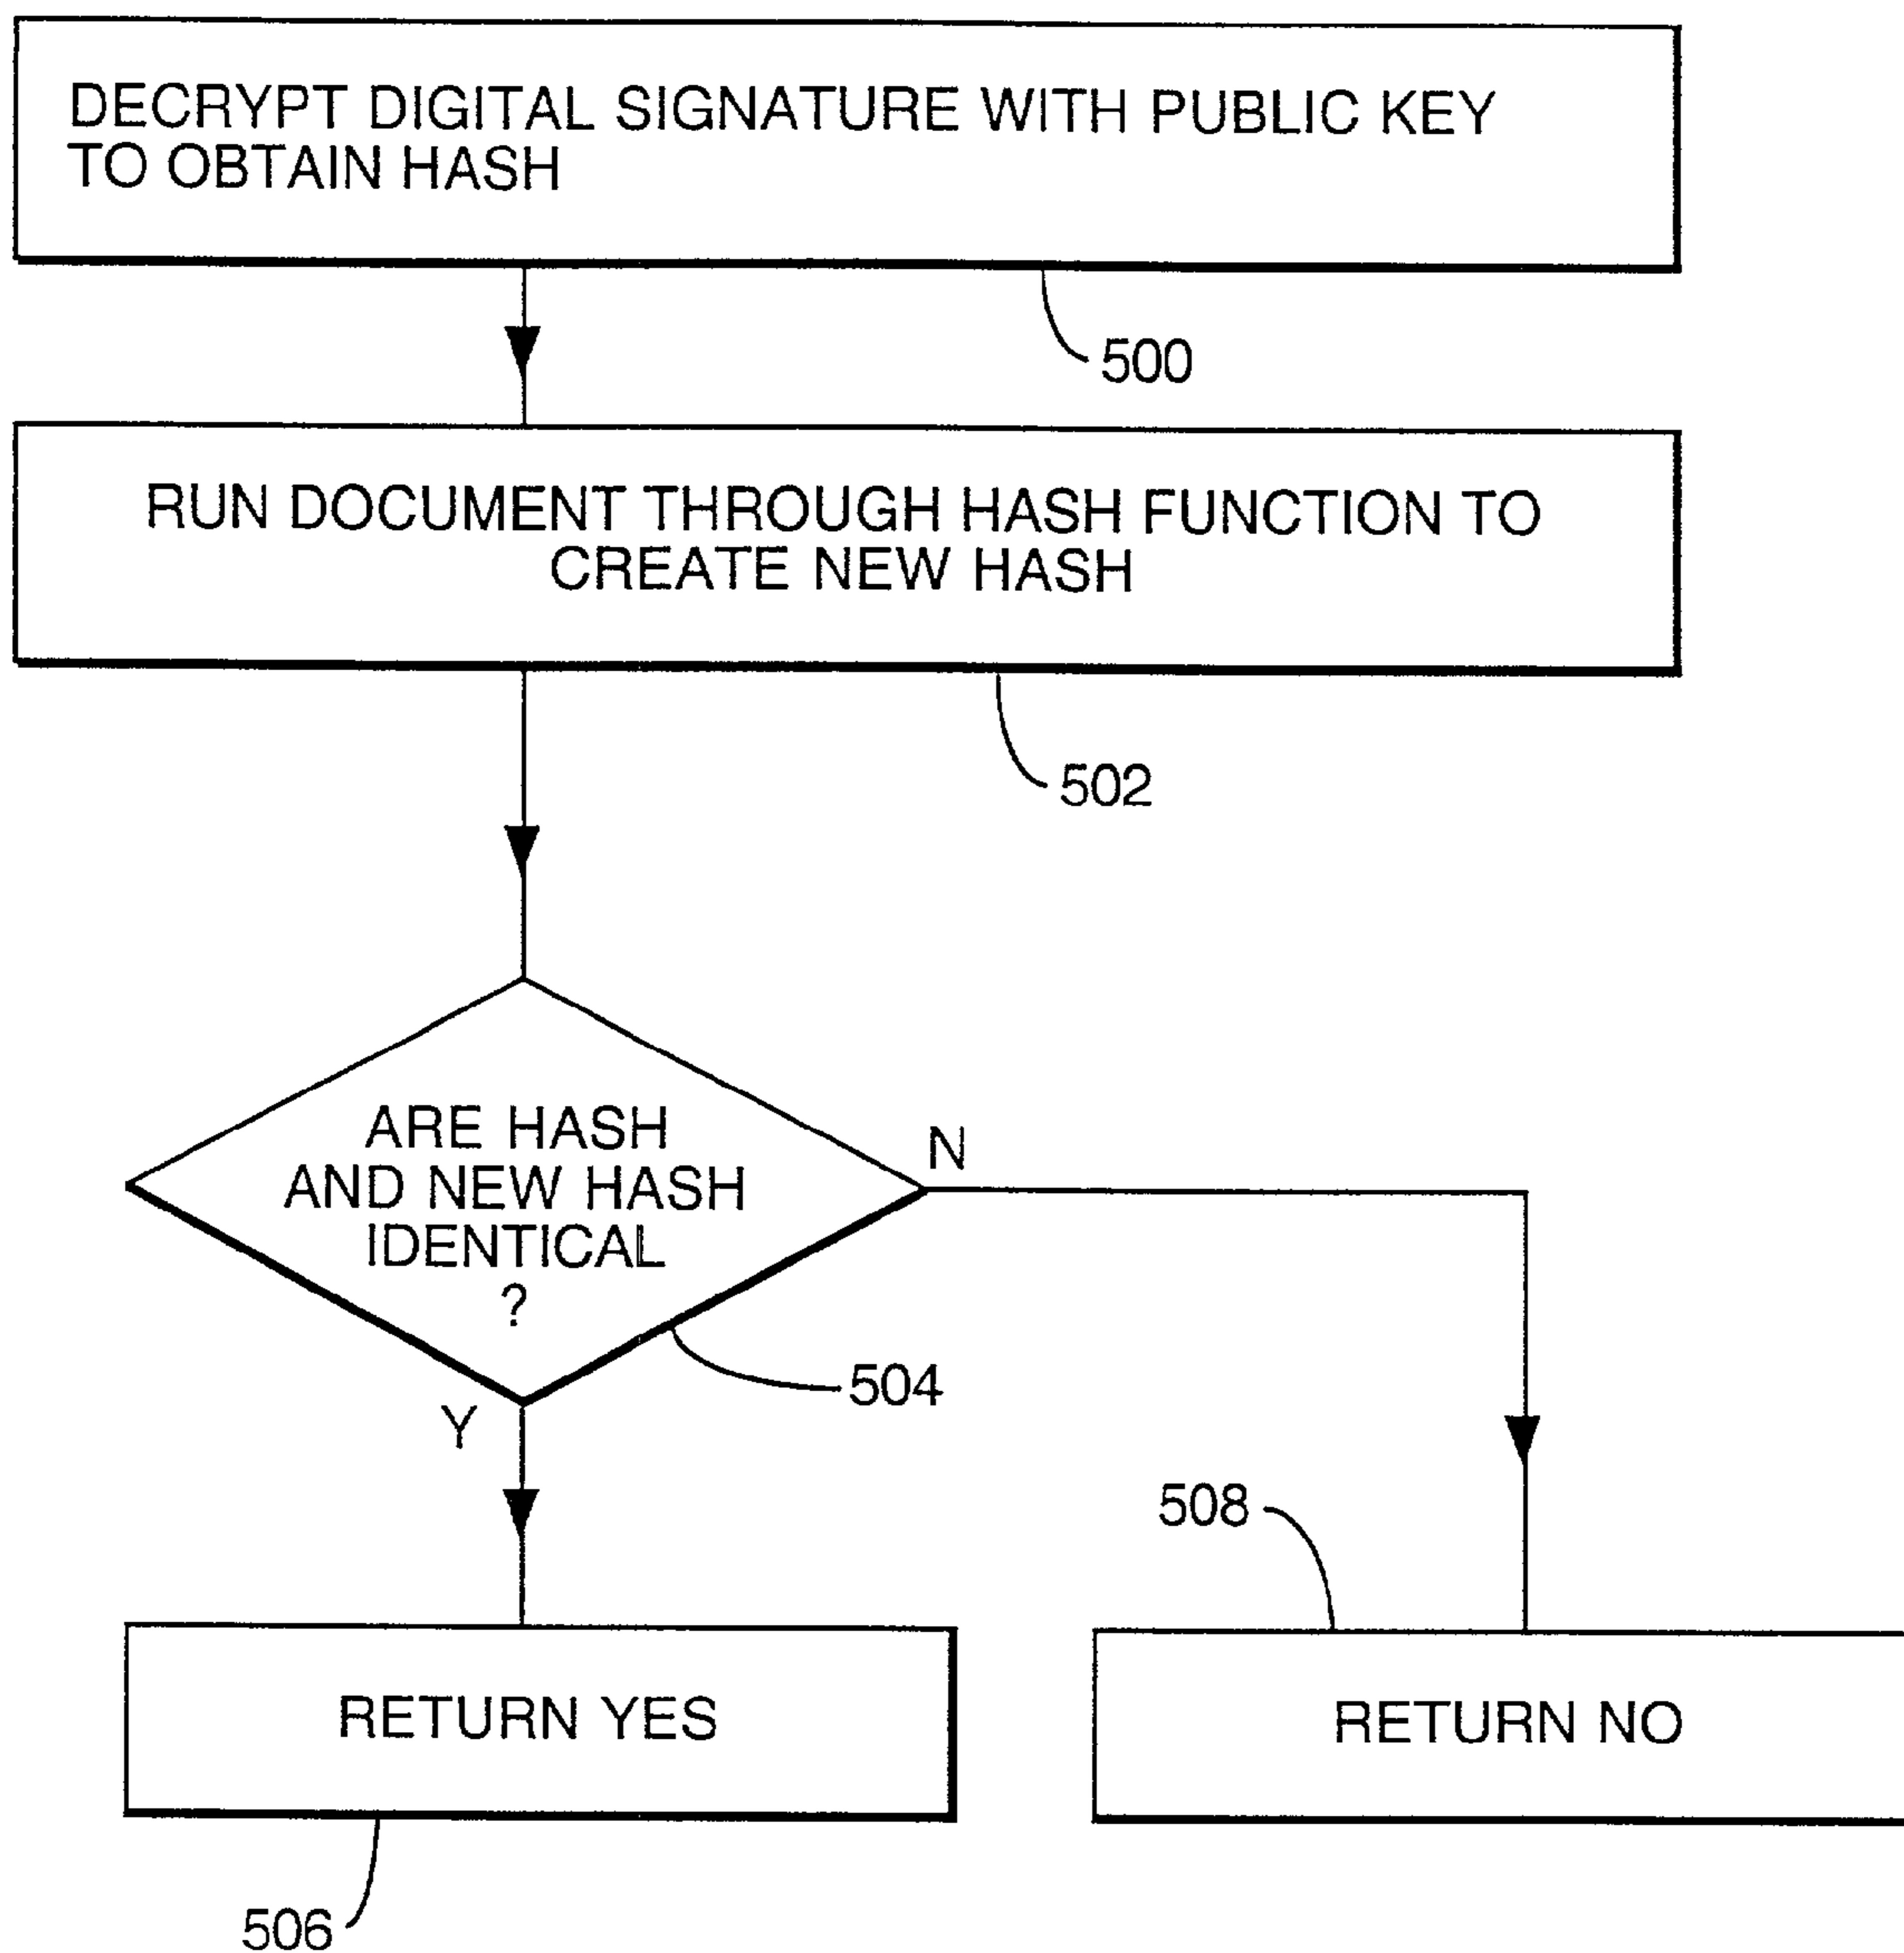 DECRYPT DIGITAL SIGNATURE WITH PUBLIC KEY
TO OBTAIN HASH
500
RUN DOCUMENT THROUGH HASH FUNCTION TO
CREATE NEW HASH
502
ARE HASH
AND NEW HASH
IDENTICAL
?
N
504
Y
508
RETURN YES
RETURN NO
506